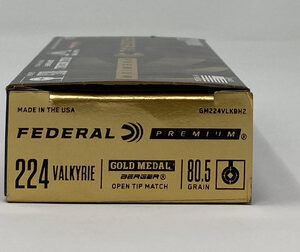 MADE IN THE USA GM224VLKBH2
FEDERAL PREMIUM®
224 VALKYRIE GOLD MEDAL® 80.5
BERGER® GRAIN
OPEN TIP MATCH